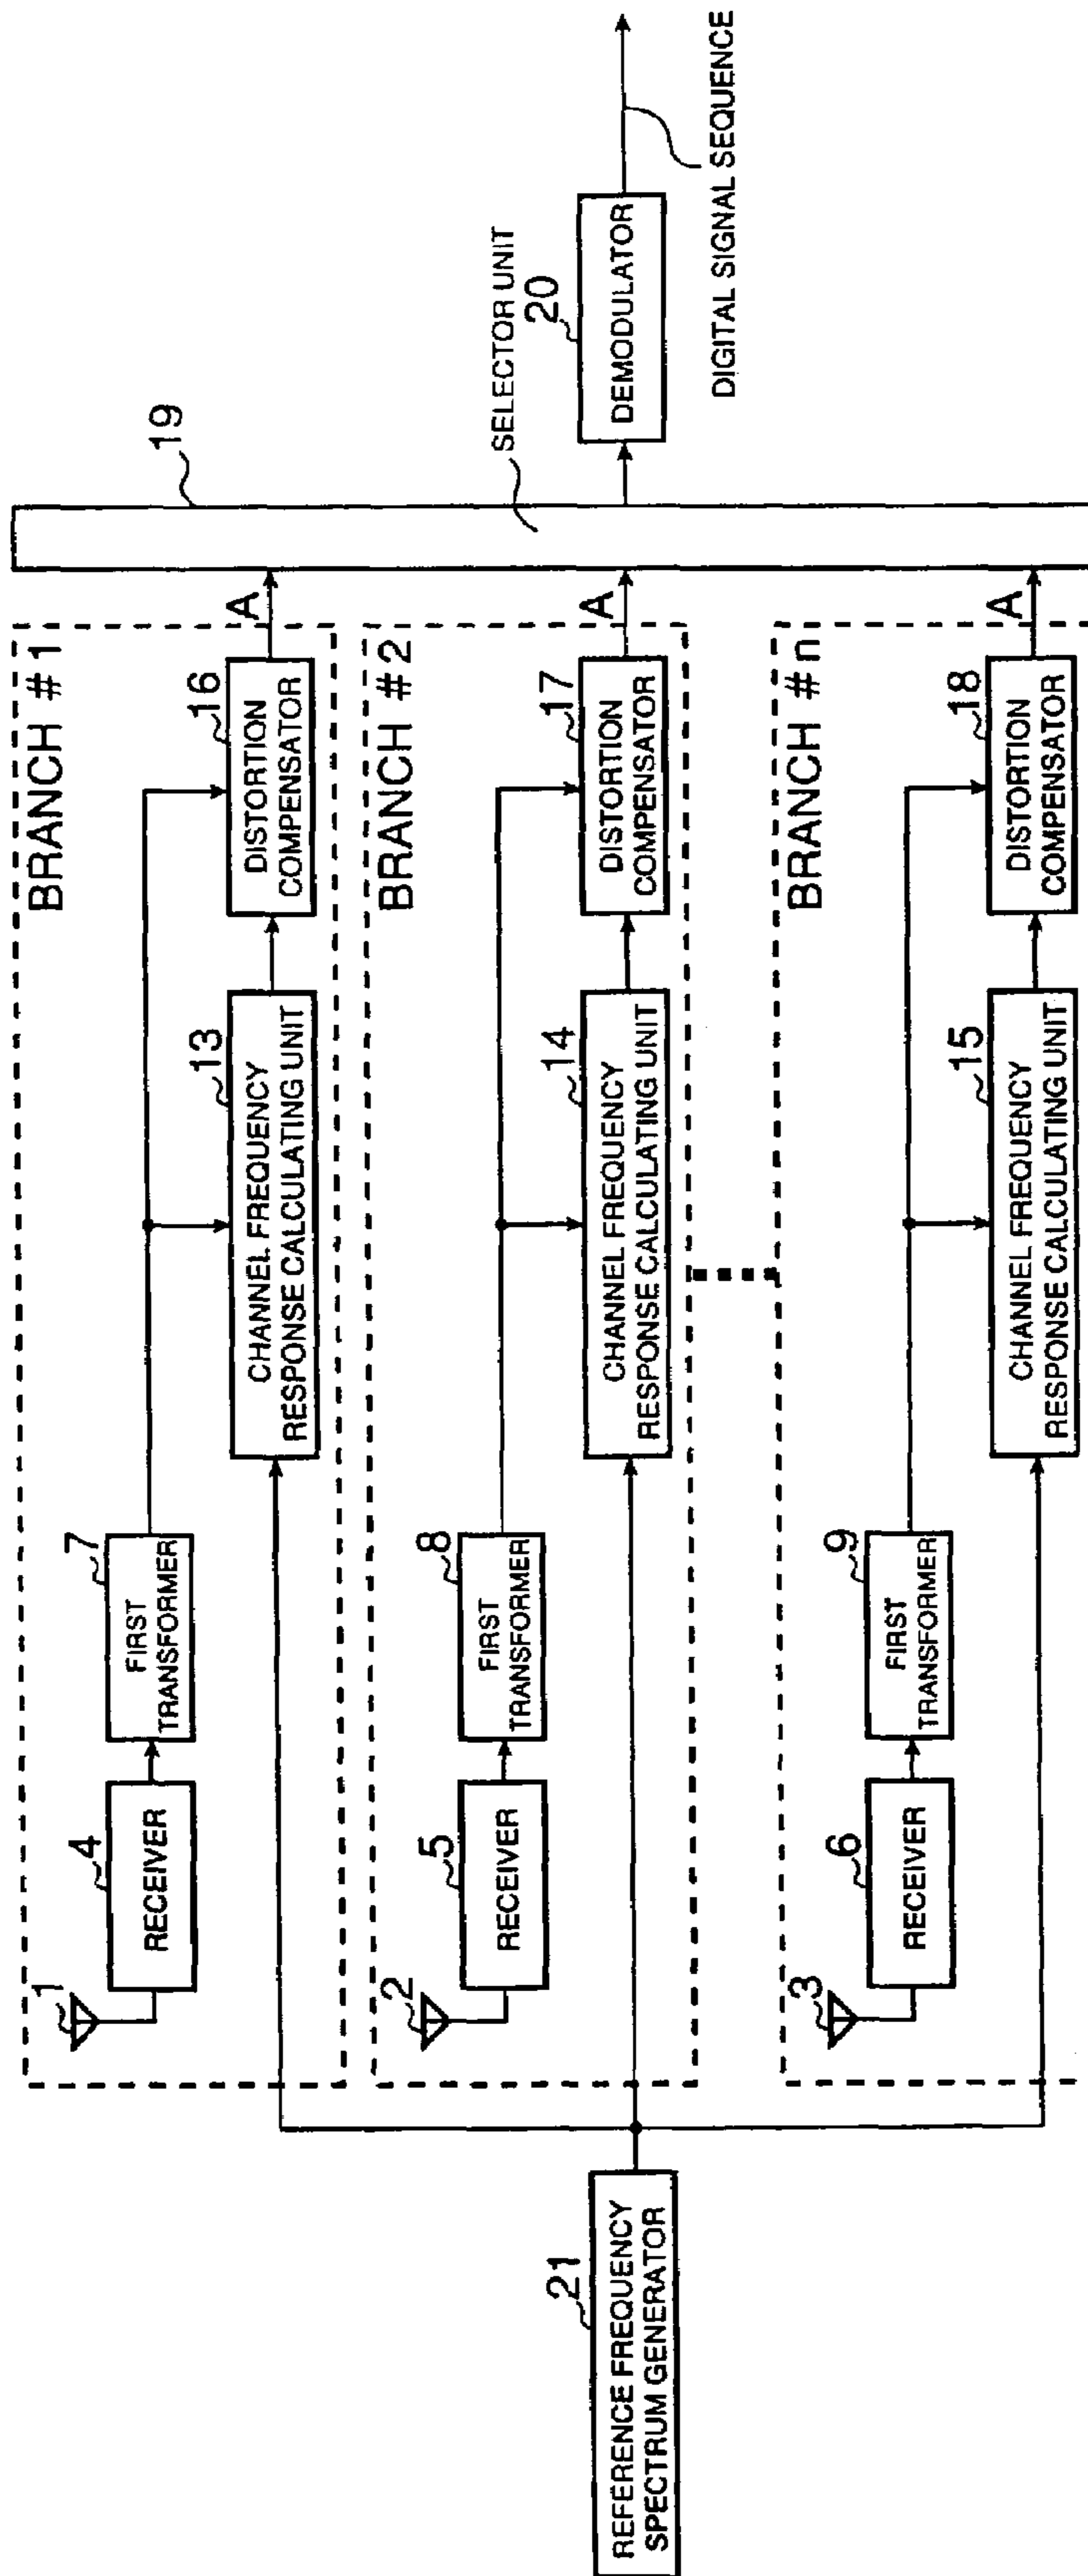 BRANCH #1
1
4
RECEIVER
7
FIRST
TRANSFORMER
13
CHANNEL FREQUENCY
RESPONSE CALCULATING UNIT
16
DISTORTION
COMPENSATOR
A
19
BRANCH #2
2
5
RECEIVER
8
FIRST
TRANSFORMER
14
CHANNEL FREQUENCY
RESPONSE CALCULATING UNIT
17
DISTORTION
COMPENSATOR
A
SELECTOR UNIT
20
DEMODULATOR
DIGITAL SIGNAL SEQUENCE
21
REFERENCE FREQUENCY
SPECTRUM GENERATOR
BRANCH #n
3
6
RECEIVER
9
FIRST
TRANSFORMER
15
CHANNEL FREQUENCY
RESPONSE CALCULATING UNIT
18
DISTORTION
COMPENSATOR
A